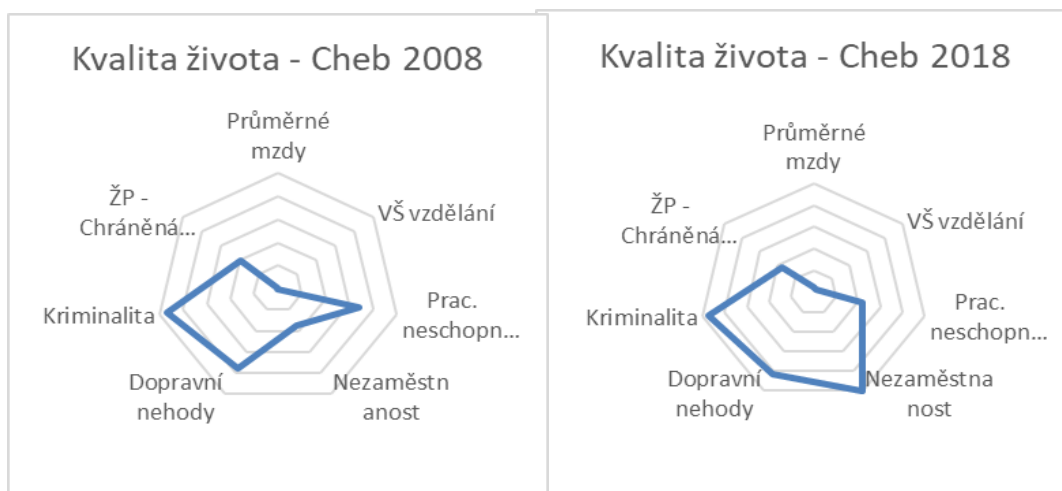 Kvalita života - Cheb 2008
Průměrné
mzdy
VŠ vzdělání
Prac.
neschopn...
Nezaměstn
anost
Dopravní
nehody
Kriminalita
ŽP -
Chráněná...
Kvalita života - Cheb 2018
Průměrné
mzdy
VŠ vzdělání
Prac.
neschopn...
Nezaměstna
nost
Dopravní
nehody
Kriminalita
ŽP -
Chráněná...